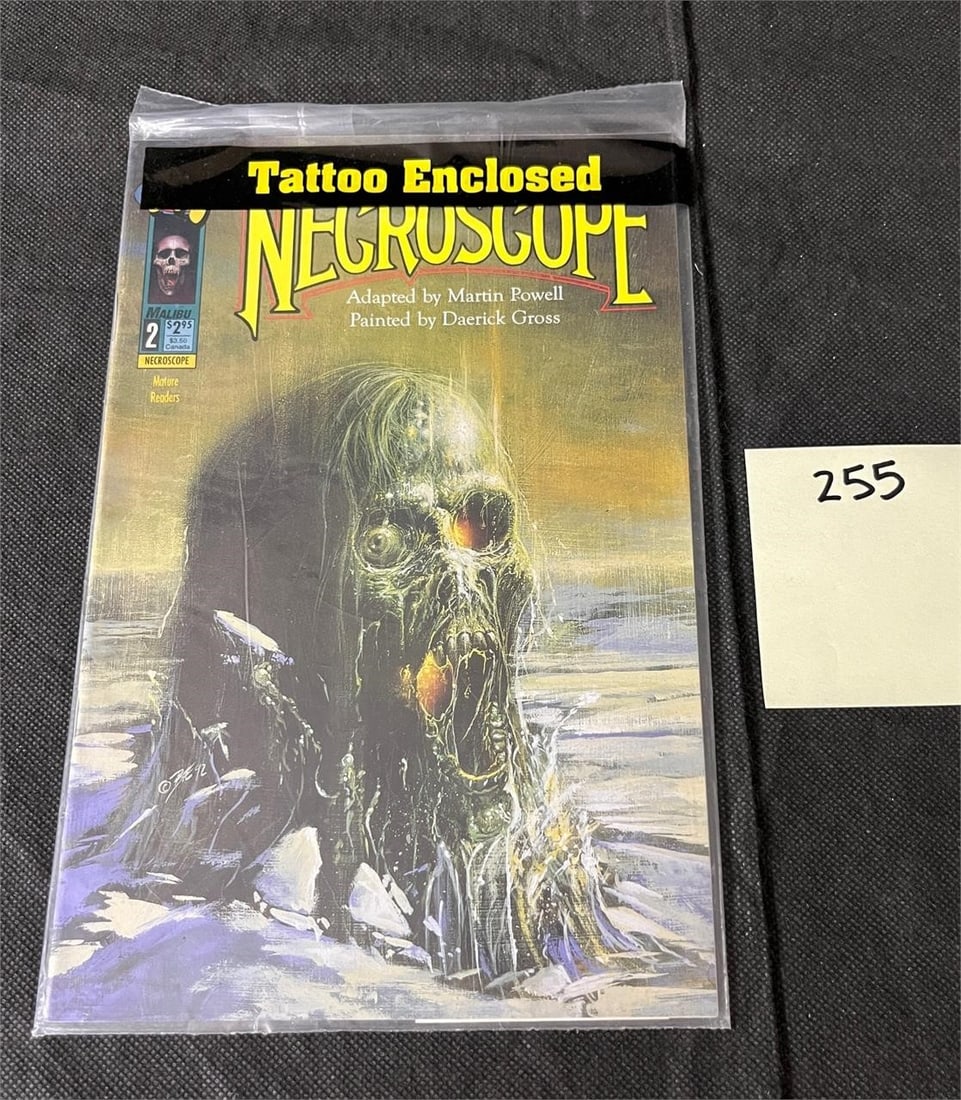 Tattoo Enclosed
NECROSCOPE
Adapted by Martin Powell
Painted by Daerick Gross
MALIBU
2
$2.95
$3.50
Canada
NECROSCOPE
Mature
Readers
92
255